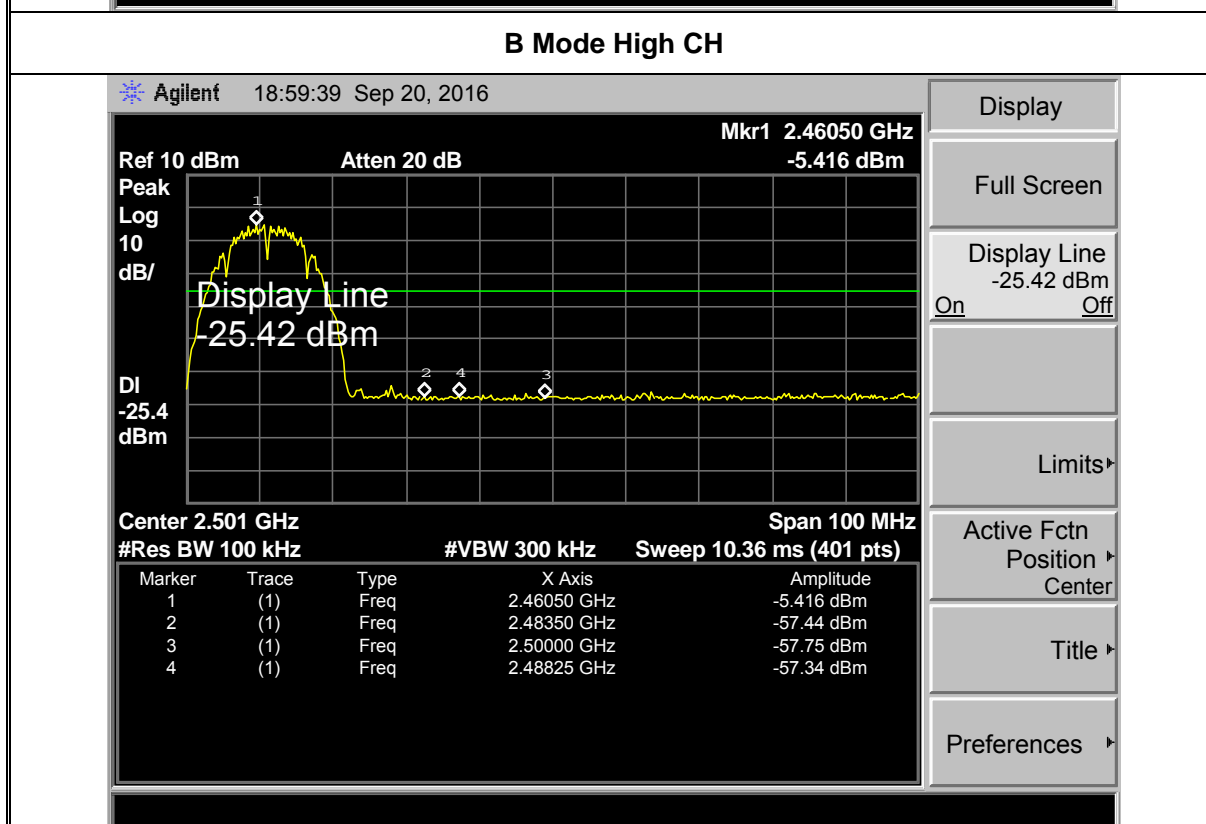 B Mode High CH
Agilent 18:59:39 Sep 20, 2016
Mkr1 2.46050 GHz
Ref 10 dBm Atten 20 dB -5.416 dBm
Peak
Log
10
dB/
1
Display Line
-25.42 dBm
2 4 3
DI
-25.4
dBm
Center 2.501 GHz Span 100 MHz
#Res BW 100 kHz #VBW 300 kHz Sweep 10.36 ms (401 pts)
Marker Trace Type X Axis Amplitude
1 (1) Freq 2.46050 GHz -5.416 dBm
2 (1) Freq 2.48350 GHz -57.44 dBm
3 (1) Freq 2.50000 GHz -57.75 dBm
4 (1) Freq 2.48825 GHz -57.34 dBm
Display
Full Screen
Display Line
-25.42 dBm
On Off
Limits
Active Fctn
Position
Center
Title
Preferences